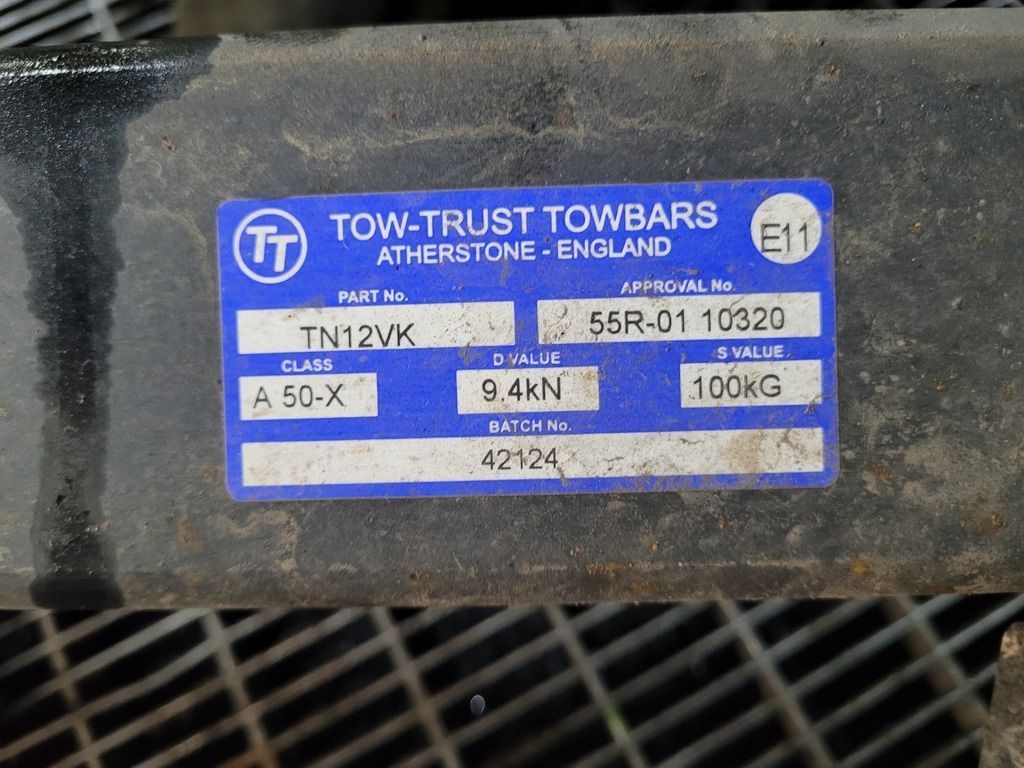 TT
TOW-TRUST TOWBARS
E11
ATHERSTONE - ENGLAND
PART No.
APPROVAL No.
TN12VK
55R-01 10320
CLASS
D VALUE
S VALUE
A 50-X
9.4kN
100kG
BATCH No.
42124